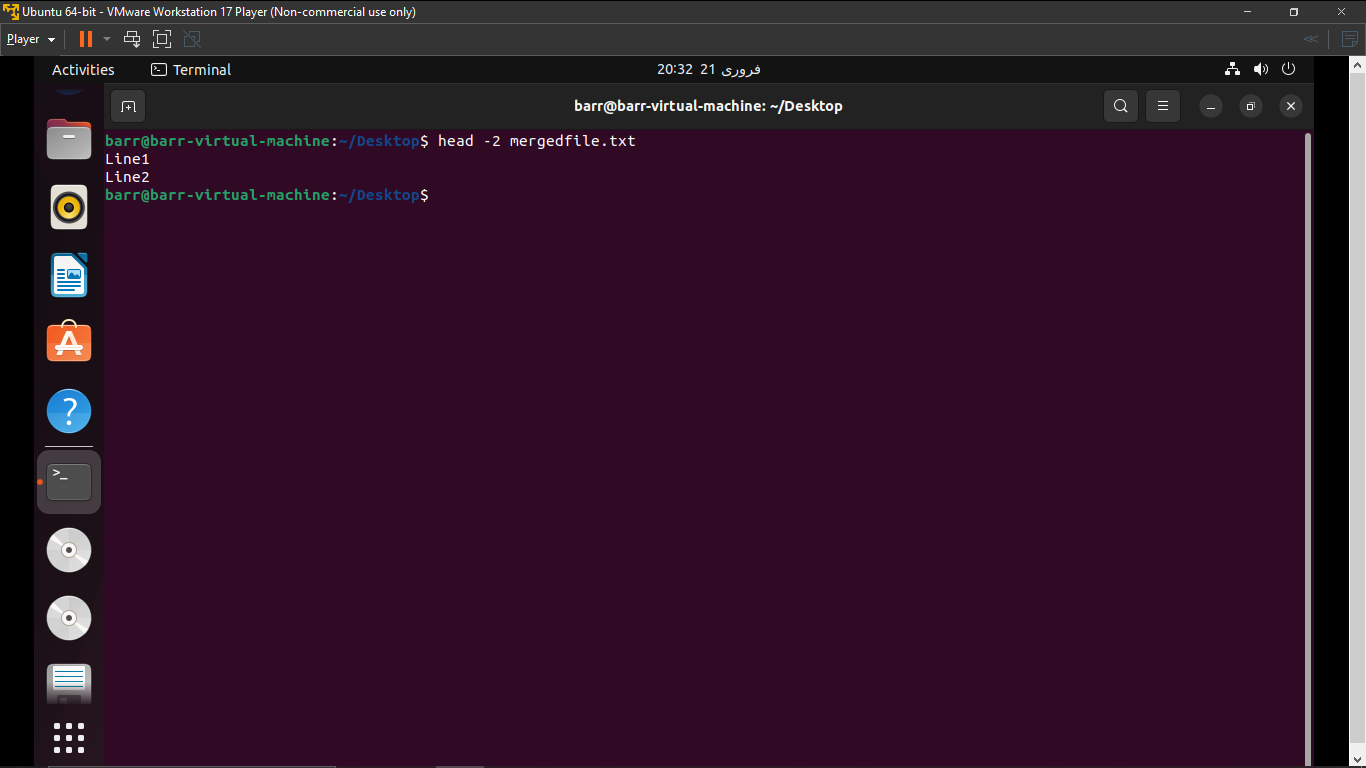 Ubuntu 64-bit - VMware Workstation 17 Player (Non-commercial use only)
Player
Activities
Terminal
20:32 21 فروری
barr@barr-virtual-machine: ~/Desktop
barr@barr-virtual-machine:~/Desktop$ head -2 mergedfile.txt
Line1
Line2
barr@barr-virtual-machine:~/Desktop$